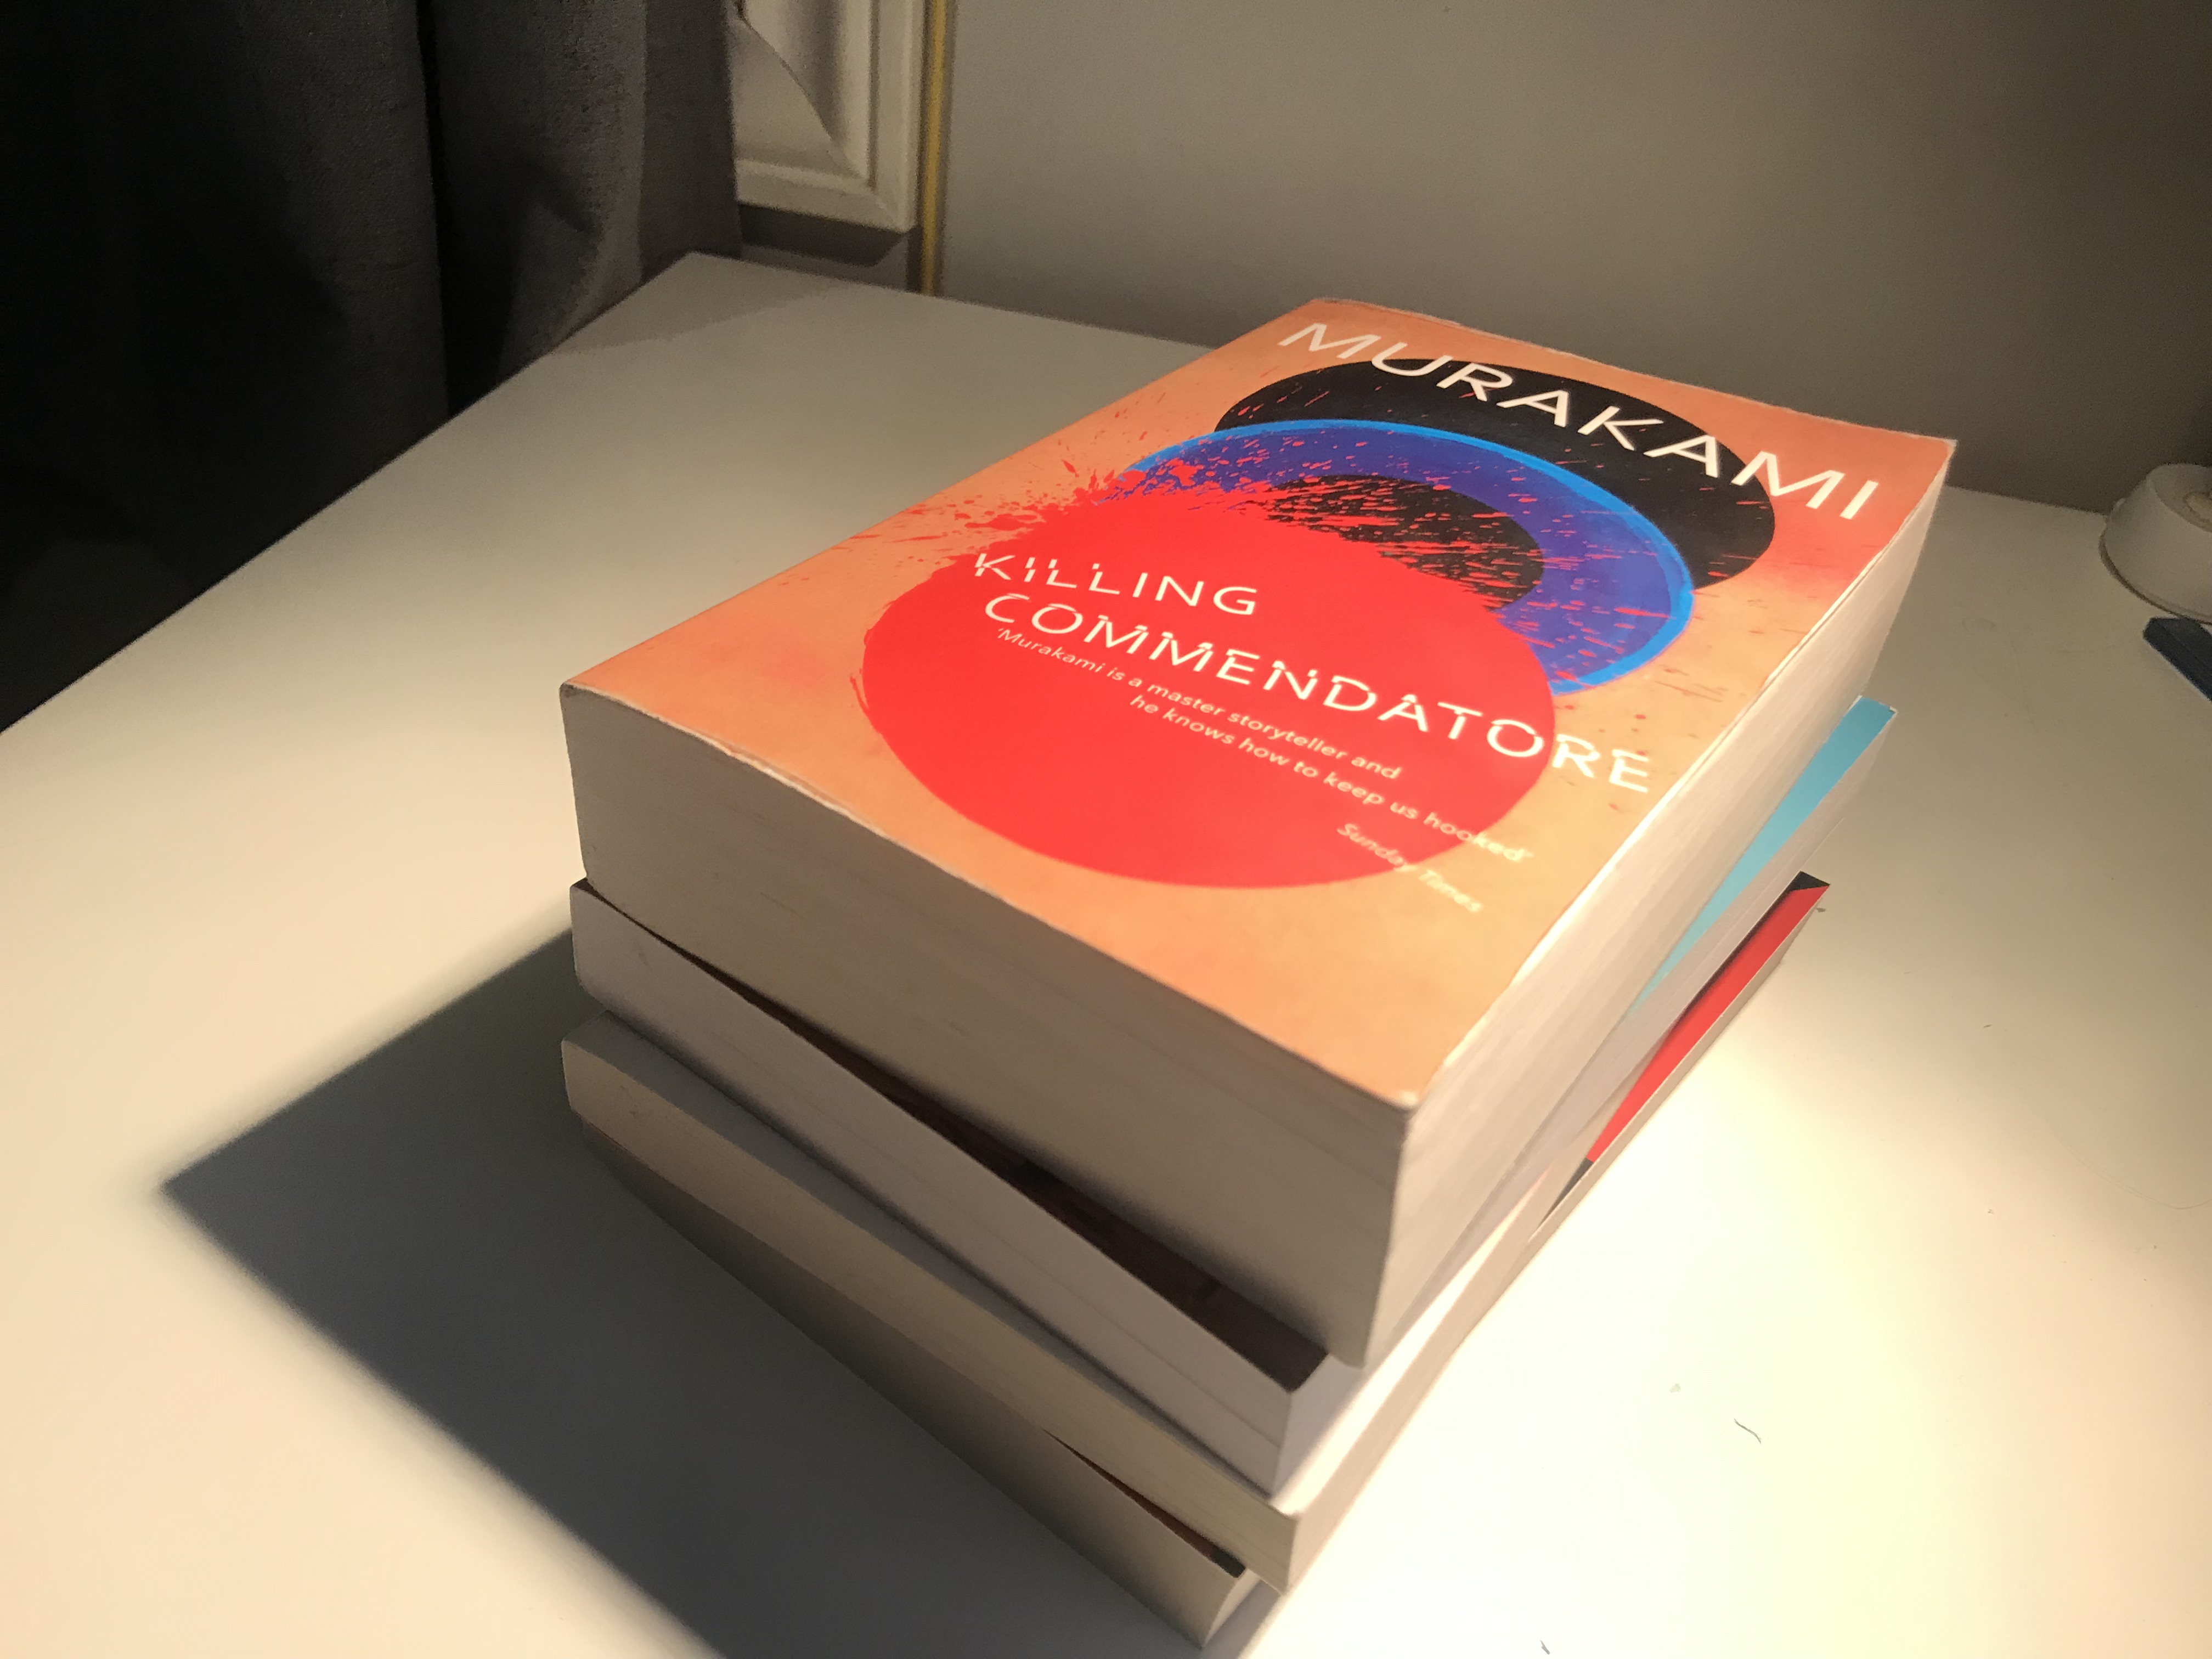 MURAKAMI
KILLING
COMMENDATORE
'Murakami is a master storyteller and
he knows how to keep us hooked'
Sunday Times